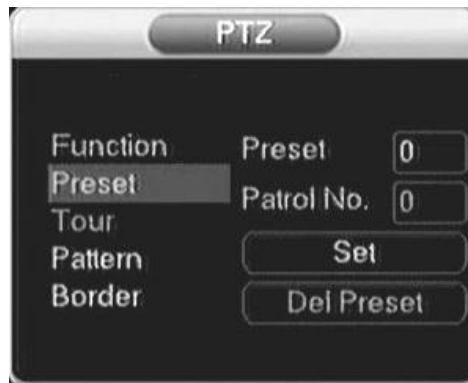 PTZ
Function
Preset
Tour
Pattern
Border
Preset 0
Patrol No. 0
Set
Del Preset